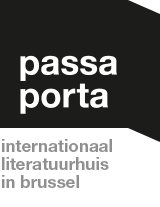 passa
porta
internationaal
literatuurhuis
in brussel